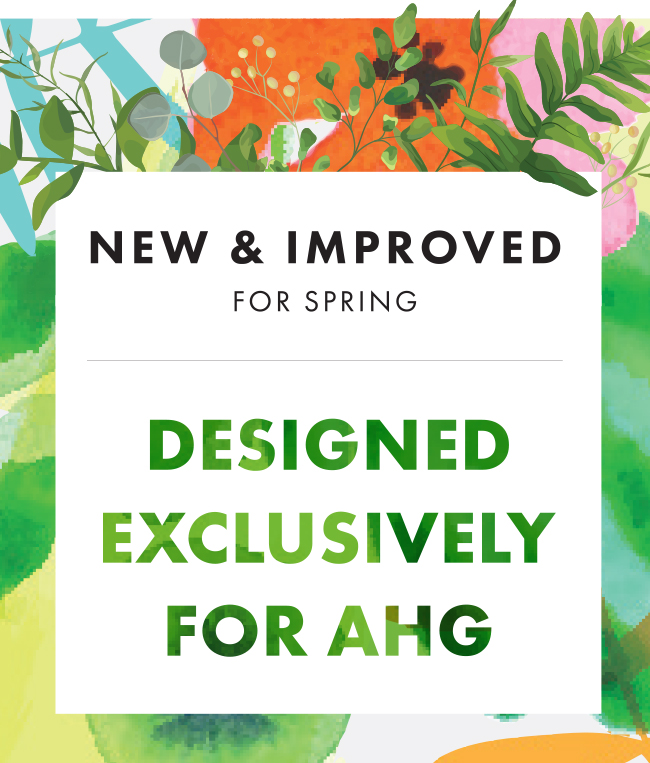 NEW & IMPROVED
FOR SPRING
DESIGNED
EXCLUSIVELY
FOR AHG